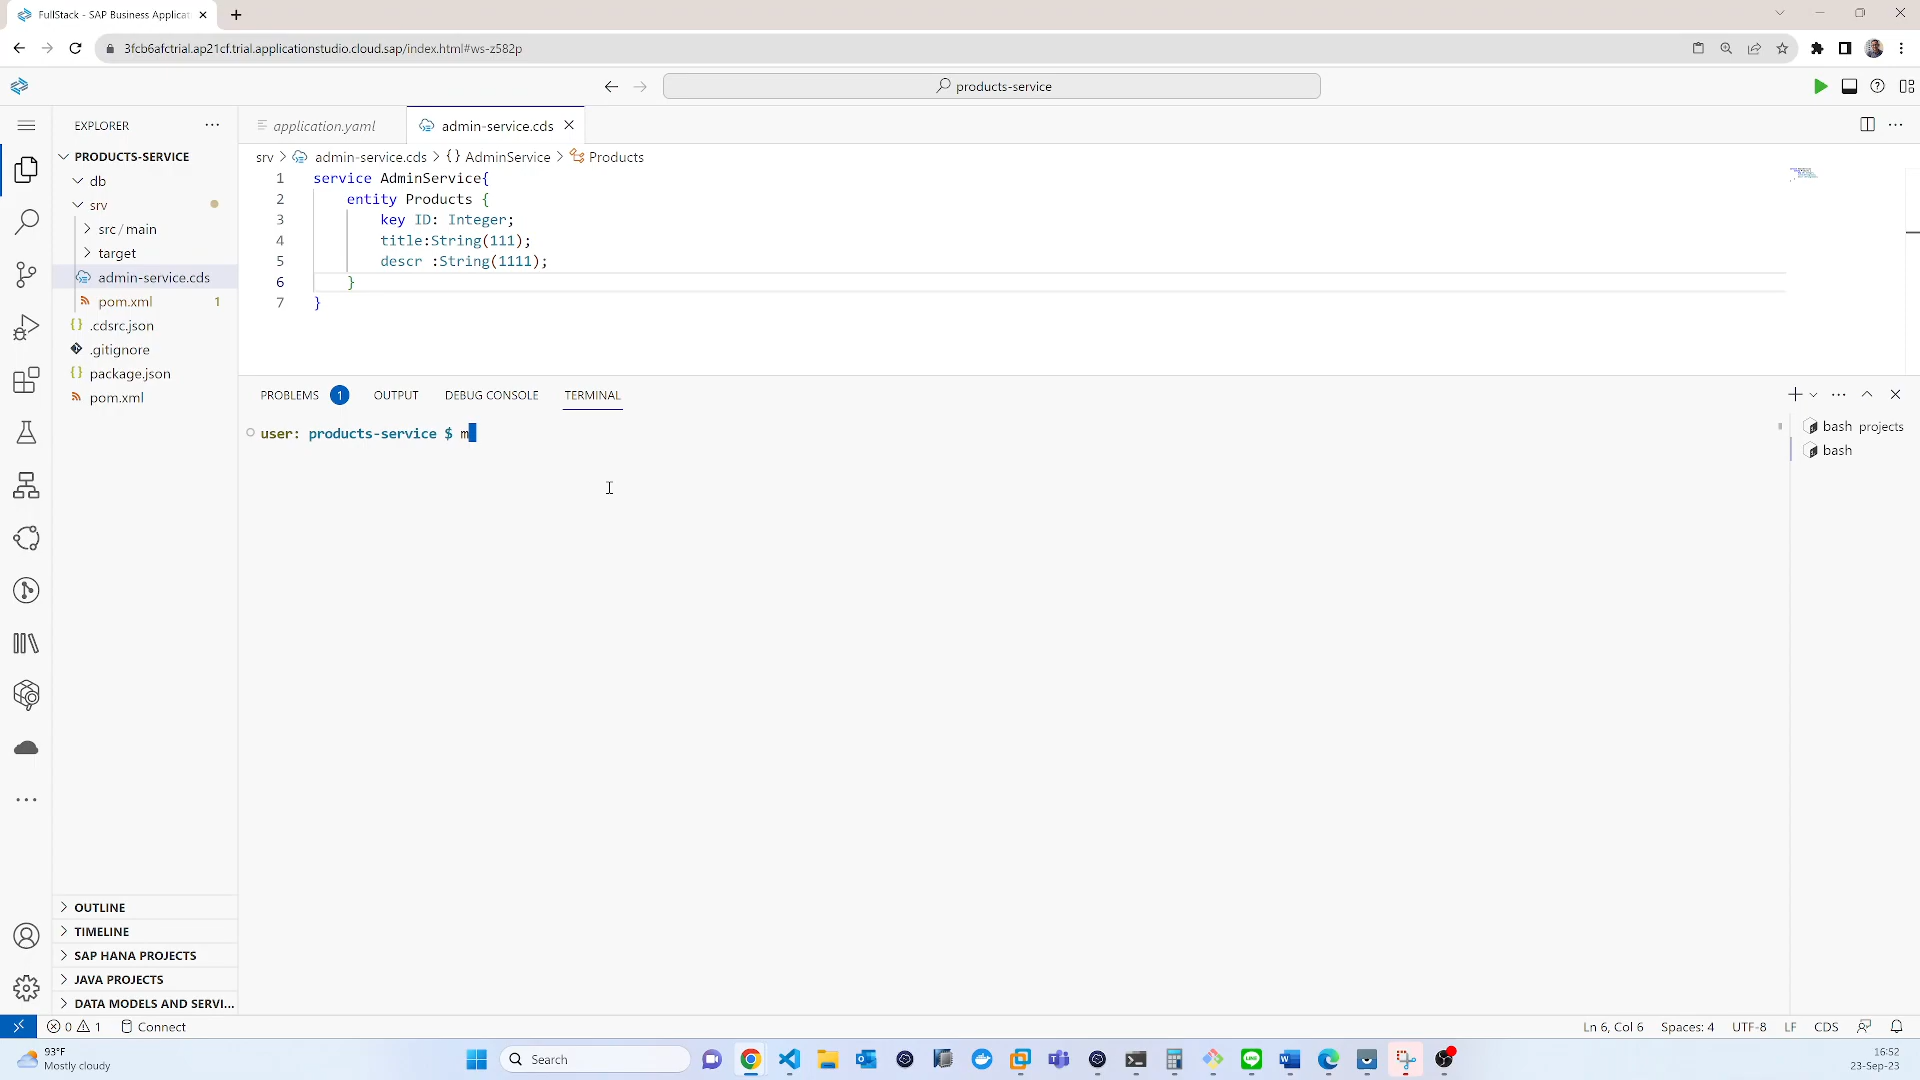 FullStack - SAP Business Applicat
3fcb6afctrial.ap21cf.trial.applicationstudio.cloud.sap/index.html#ws-z582p
products-service
EXPLORER
application.yaml
admin-service.cds
PRODUCTS-SERVICE
srv > admin-service.cds > {} AdminService > Products
db
srv
src / main
target
admin-service.cds
pom.xml 1
.cdsrc.json
.gitignore
package.json
pom.xml
1 service AdminService{
2 entity Products {
3 key ID: Integer;
4 title:String(111);
5 descr :String(1111);
6 }
7 }
PROBLEMS 1 OUTPUT DEBUG CONSOLE TERMINAL
user: products-service $ m
bash projects
bash
OUTLINE
TIMELINE
SAP HANA PROJECTS
JAVA PROJECTS
DATA MODELS AND SERVI...
0 1 Connect
Ln 6, Col 6 Spaces: 4 UTF-8 LF CDS
93°F
Mostly cloudy
Search
16:52
23-Sep-23